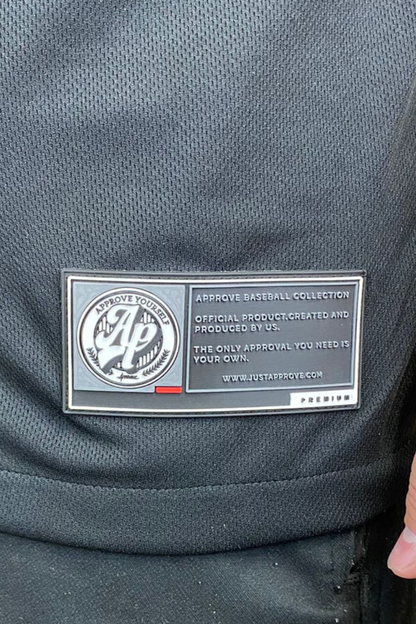 APPROVE YOURSELF
Ap
Approve
APPROVE BASEBALL COLLECTION
OFFICIAL PRODUCT.CREATED AND
PRODUCED BY US.
THE ONLY APPROVAL YOU NEED IS
YOUR OWN.
WWW.JUSTAPPROVE.COM
PREMIUM